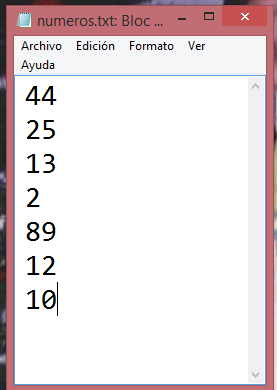 numeros.txt: Bloc ...
Archivo Edición Formato Ver
Ayuda
44
25
13
2
89
12
10